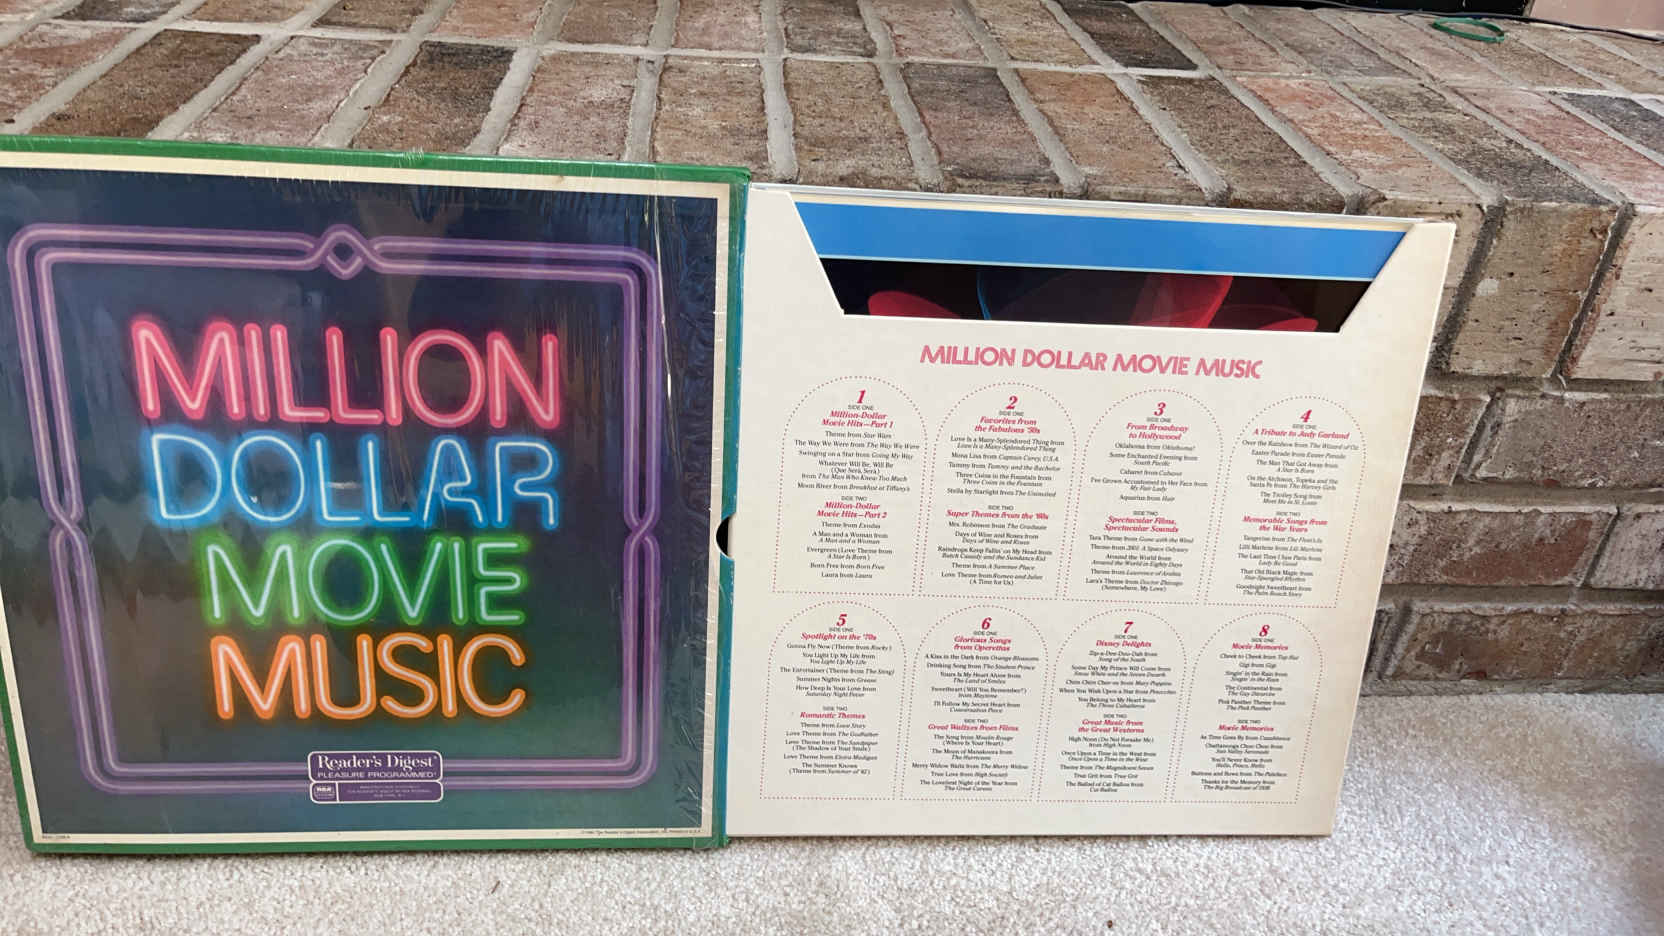 MILLION
DOLLAR
MOVIE
MUSIC
Reader's Digest
PLEASURE PROGRAMMED
RCA
MILLION DOLLAR MOVIE MUSIC
1
SIDE ONE
Million-Dollar
Movie Hits—Part 1
Theme from Star Wars
The Way We Were from The Way We Were
Swinging on a Star from Going My Way
Whatever Will Be, Will Be
(Que Será, Será)
from The Man Who Knew Too Much
Moon River from Breakfast at Tiffany's
SIDE TWO
Million-Dollar
Movie Hits—Part 2
Theme from Exodus
A Man and a Woman from
A Man and a Woman
Evergreen (Love Theme from
A Star Is Born)
Born Free from Born Free
Laura from Laura
2
SIDE ONE
Favorites from
the Fabulous '50s
Love Is a Many-Splendored Thing from
Love Is a Many-Splendored Thing
Mona Lisa from Captain Carey, U.S.A.
Tammy from Tammy and the Bachelor
Three Coins in the Fountain from
Three Coins in the Fountain
Stella by Starlight from The Uninvited
SIDE TWO
Super Themes from the '60s
Mrs. Robinson from The Graduate
Days of Wine and Roses from
Days of Wine and Roses
Raindrops Keep Fallin' on My Head from
Butch Cassidy and the Sundance Kid
Theme from A Summer Place
Love Theme from Romeo and Juliet
(A Time for Us)
3
SIDE ONE
From Broadway
to Hollywood
Oklahoma from Oklahoma!
Some Enchanted Evening from
South Pacific
Cabaret from Cabaret
I've Grown Accustomed to Her Face from
My Fair Lady
Aquarius from Hair
SIDE TWO
Spectacular Films,
Spectacular Sounds
Tara Theme from Gone with the Wind
Theme from 2001: A Space Odyssey
Around the World from
Around the World in Eighty Days
Theme from Lawrence of Arabia
Lara's Theme from Doctor Zhivago
(Somewhere, My Love)
4
SIDE ONE
A Tribute to Judy Garland
Over the Rainbow from The Wizard of Oz
Easter Parade from Easter Parade
The Man That Got Away from
A Star Is Born
On the Atchison, Topeka and the
Santa Fe from The Harvey Girls
The Trolley Song from
Meet Me in St. Louis
SIDE TWO
Memorable Songs from
the War Years
Tangerine from The Fleet's In
Lilli Marlene from Lili Marlene
The Last Time I Saw Paris from
Lady Be Good
That Old Black Magic from
Star-Spangled Rhythm
Goodnight Sweetheart from
The Palm Beach Story
5
SIDE ONE
Spotlight on the '70s
Gonna Fly Now (Theme from Rocky)
You Light Up My Life from
You Light Up My Life
The Entertainer (Theme from The Sting)
Summer Nights from Grease
How Deep Is Your Love from
Saturday Night Fever
SIDE TWO
Romantic Themes
Theme from Love Story
Love Theme from The Godfather
Love Theme from The Sandpiper
(The Shadow of Your Smile)
Love Theme from Elvira Madigan
The Summer Knows
(Theme from Summer of '42)
6
SIDE ONE
Glorious Songs
from Operettas
A Kiss in the Dark from Orange Blossoms
Drinking Song from The Student Prince
Yours Is My Heart Alone from
The Land of Smiles
Sweetheart (Will You Remember?)
from Maytime
I'll Follow My Secret Heart from
Conversation Piece
SIDE TWO
Great Waltzes from Films
The Song from Moulin Rouge
(Where Is Your Heart)
The Moon of Manakoora from
The Hurricane
Merry Widow Waltz from The Merry Widow
True Love from High Society
The Loveliest Night of the Year from
The Great Caruso
7
SIDE ONE
Disney Delights
Zip-a-Dee-Doo-Dah from
Song of the South
Some Day My Prince Will Come from
Snow White and the Seven Dwarfs
Chim Chim Cher-ee from Mary Poppins
When You Wish Upon a Star from Pinocchio
You Belong to My Heart from
The Three Caballeros
SIDE TWO
Great Music from
the Great Westerns
High Noon (Do Not Forsake Me)
from High Noon
Once Upon a Time in the West from
Once Upon a Time in the West
Theme from The Magnificent Seven
True Grit from True Grit
The Ballad of Cat Ballou from
Cat Ballou
8
SIDE ONE
Movie Memories
Cheek to Cheek from Top Hat
Gigi from Gigi
Singin' in the Rain from
Singin' in the Rain
The Continental from
The Gay Divorcee
Pink Panther Theme from
The Pink Panther
SIDE TWO
Movie Memories
As Time Goes By from Casablanca
Chattanooga Choo Choo from
Sun Valley Serenade
You'll Never Know from
Hello, Frisco, Hello
Buttons and Bows from The Paleface
Thanks for the Memory from
The Big Broadcast of 1938